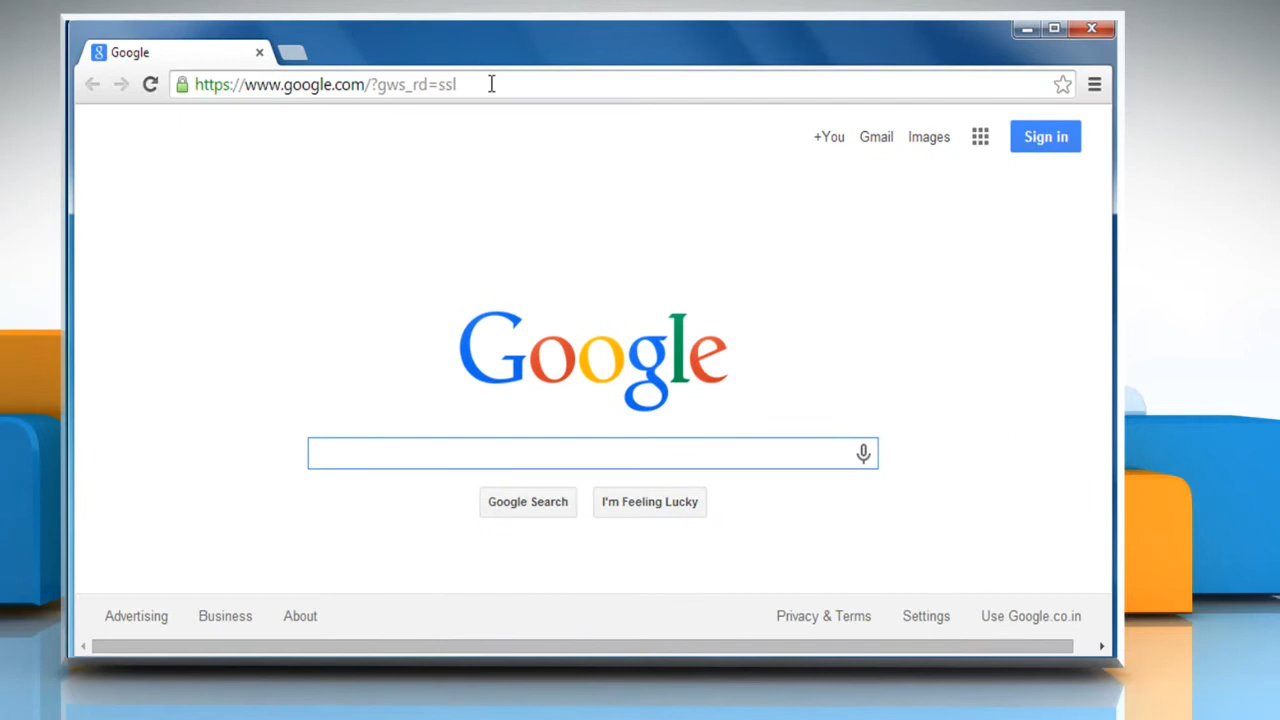 Google
https://www.google.com/?gws_rd=ssl
+You Gmail Images Sign in
Google
Google Search I'm Feeling Lucky
Advertising Business About Privacy & Terms Settings Use Google.co.in